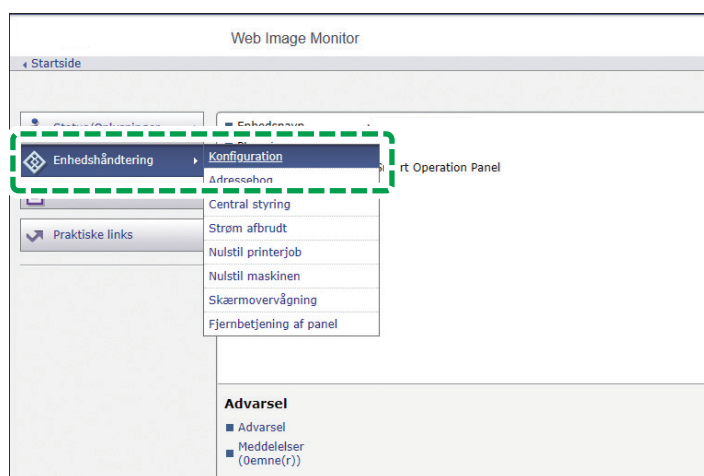 Web Image Monitor
Startside
Enhedsnavn
Enhedshåndtering
Konfiguration
rt Operation Panel
Adressebog
Central styring
Praktiske links
Strøm afbrudt
Nulstil printerjob
Nulstil maskinen
Skærmovervågning
Fjernbetjening af panel
Advarsel
Advarsel
Meddelelser
(0emne(r))